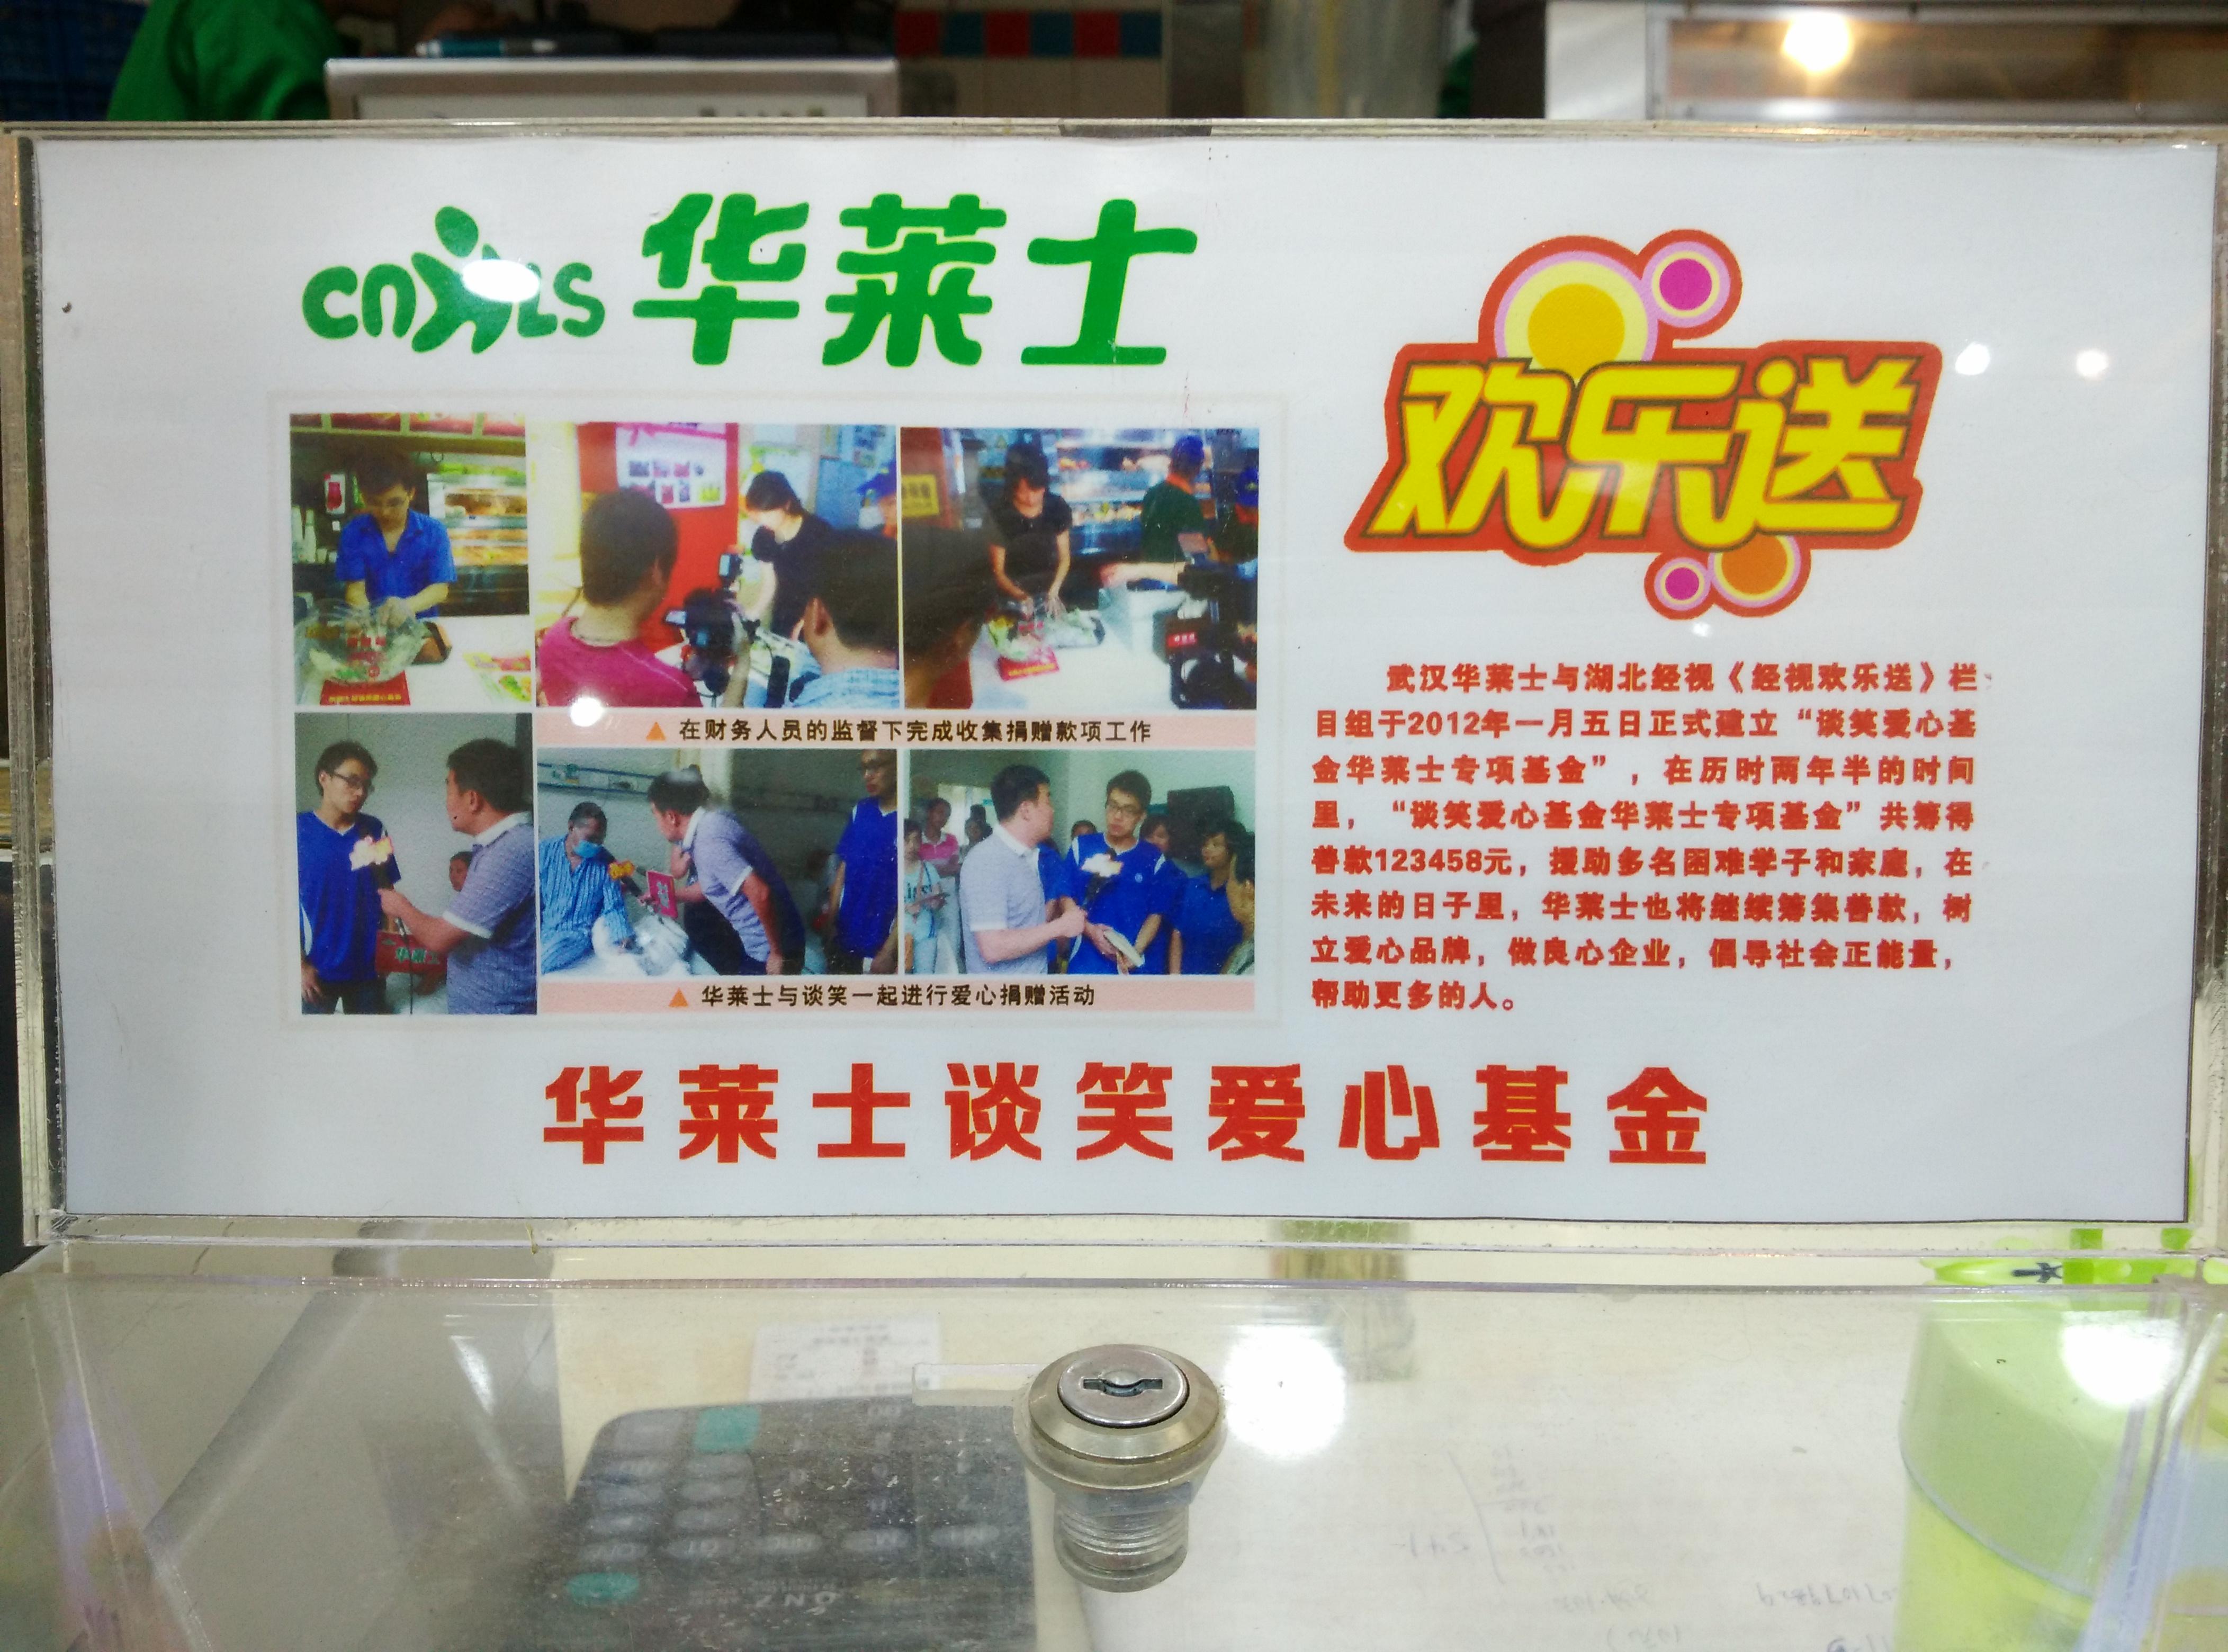 CNHLS 华莱士
欢乐送
▲ 在财务人员的监督下完成收集捐赠款项工作
▲ 华莱士与谈笑一起进行爱心捐赠活动
武汉华莱士与湖北经视《经视欢乐送》栏
目组于2012年一月五日正式建立“谈笑爱心基
金华莱士专项基金”，在历时两年半的时间
里，“谈笑爱心基金华莱士专项基金”共筹得
善款123458元，援助多名困难学子和家庭，在
未来的日子里，华莱士也将继续筹集善款，树
立爱心品牌，做良心企业，倡导社会正能量，
帮助更多的人。
华莱士谈笑爱心基金